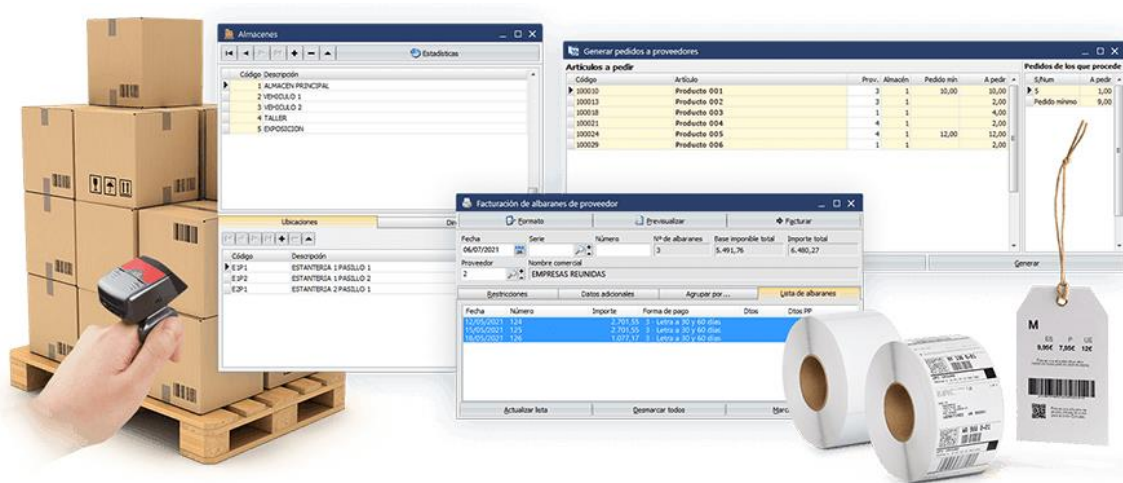 Almacenes
Estadísticas
Código Descripción
1 ALMACEN PRINCIPAL
2 VEHICULO 1
3 VEHICULO 2
4 TALLER
5 EXPOSICION
Ubicaciones
Código Descripción
E1P1 ESTANTERIA 1 PASILLO 1
E1P2 ESTANTERIA 1 PASILLO 2
E2P1 ESTANTERIA 2 PASILLO 1
Generar pedidos a proveedores
Artículos a pedir
Pedidos de los que procede
Código Artículo Prov. Almacén Pedido mín A pedir
S/Num A pedir
100010 Producto 001 3 1 10,00 10,00
5 1,00
100013 Producto 002 3 1 2,00
Pedido mínimo 9,00
100018 Producto 003 1 1 4,00
100021 Producto 004 4 1 2,00
100024 Producto 005 4 1 12,00 12,00
100029 Producto 006 1 1 2,00
Generar
Facturación de albaranes de proveedor
Formato Previsualizar Facturar
Fecha Serie Número Nº de albaranes Base imponible total Importe total
06/07/2021 3 5.491,76 6.480,27
Proveedor Nombre comercial
2 EMPRESAS REUNIDAS
Restricciones Datos adicionales Agrupar por... Lista de albaranes
Fecha Número Importe Forma de pago Dtos Dtos PP
12/05/2021 124 2.701,55 3 - Letra a 30 y 60 días
15/05/2021 125 2.701,55 3 - Letra a 30 y 60 días
18/05/2021 126 1.077,17 3 - Letra a 30 y 60 días
Actualizar lista Desmarcar todos
M
ES P UE
9,95€ 7,95€ 12€